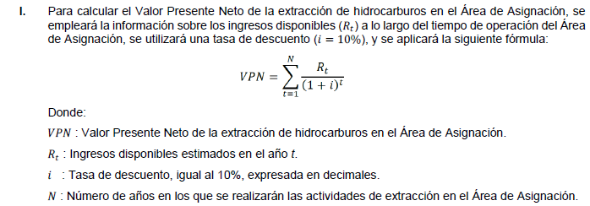 I. Para calcular el Valor Presente Neto de la extracción de hidrocarburos en el Área de Asignación, se
empleará la información sobre los ingresos disponibles (R_t) a lo largo del tiempo de operación del Área
de Asignación, se utilizará una tasa de descuento (i = 10%), y se aplicará la siguiente fórmula:
VPN = ∑_{t=1}^{N} R_t / (1 + i)^t
Donde:
VPN : Valor Presente Neto de la extracción de hidrocarburos en el Área de Asignación.
R_t : Ingresos disponibles estimados en el año t.
i : Tasa de descuento, igual al 10%, expresada en decimales.
N : Número de años en los que se realizarán las actividades de extracción en el Área de Asignación.